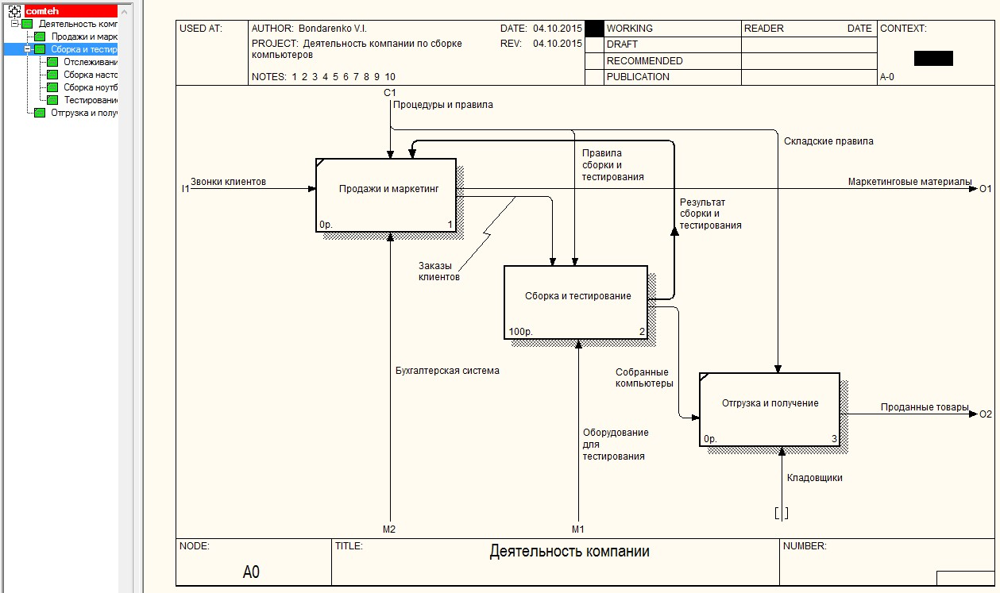 comteh
Деятельность комп
Продажи и марк
Сборка и тестир
Отслеживани
Сборка насто
Сборка ноутб
Тестировани
Отгрузка и полу
USED AT:
AUTHOR: Bondarenko V.I.
DATE: 04.10.2015
PROJECT: Деятельность компании по сборке
компьютеров
REV: 04.10.2015
NOTES: 1 2 3 4 5 6 7 8 9 10
WORKING
DRAFT
RECOMMENDED
PUBLICATION
READER
DATE
CONTEXT:
A-0
C1
Процедуры и правила
Складские правила
Правила
сборки и
тестирования
I1
Звонки клиентов
Продажи и маркетинг
0р.
1
Маркетинговые материалы
O1
Результат
сборки и
тестирования
Заказы
клиентов
Сборка и тестирование
100р.
2
Бухгалтерская система
Собранные
компьютеры
Отгрузка и получение
0р.
3
Проданные товары
O2
Оборудование
для
тестирования
Кладовщики
M2
M1
NODE:
A0
TITLE:
Деятельность компании
NUMBER: